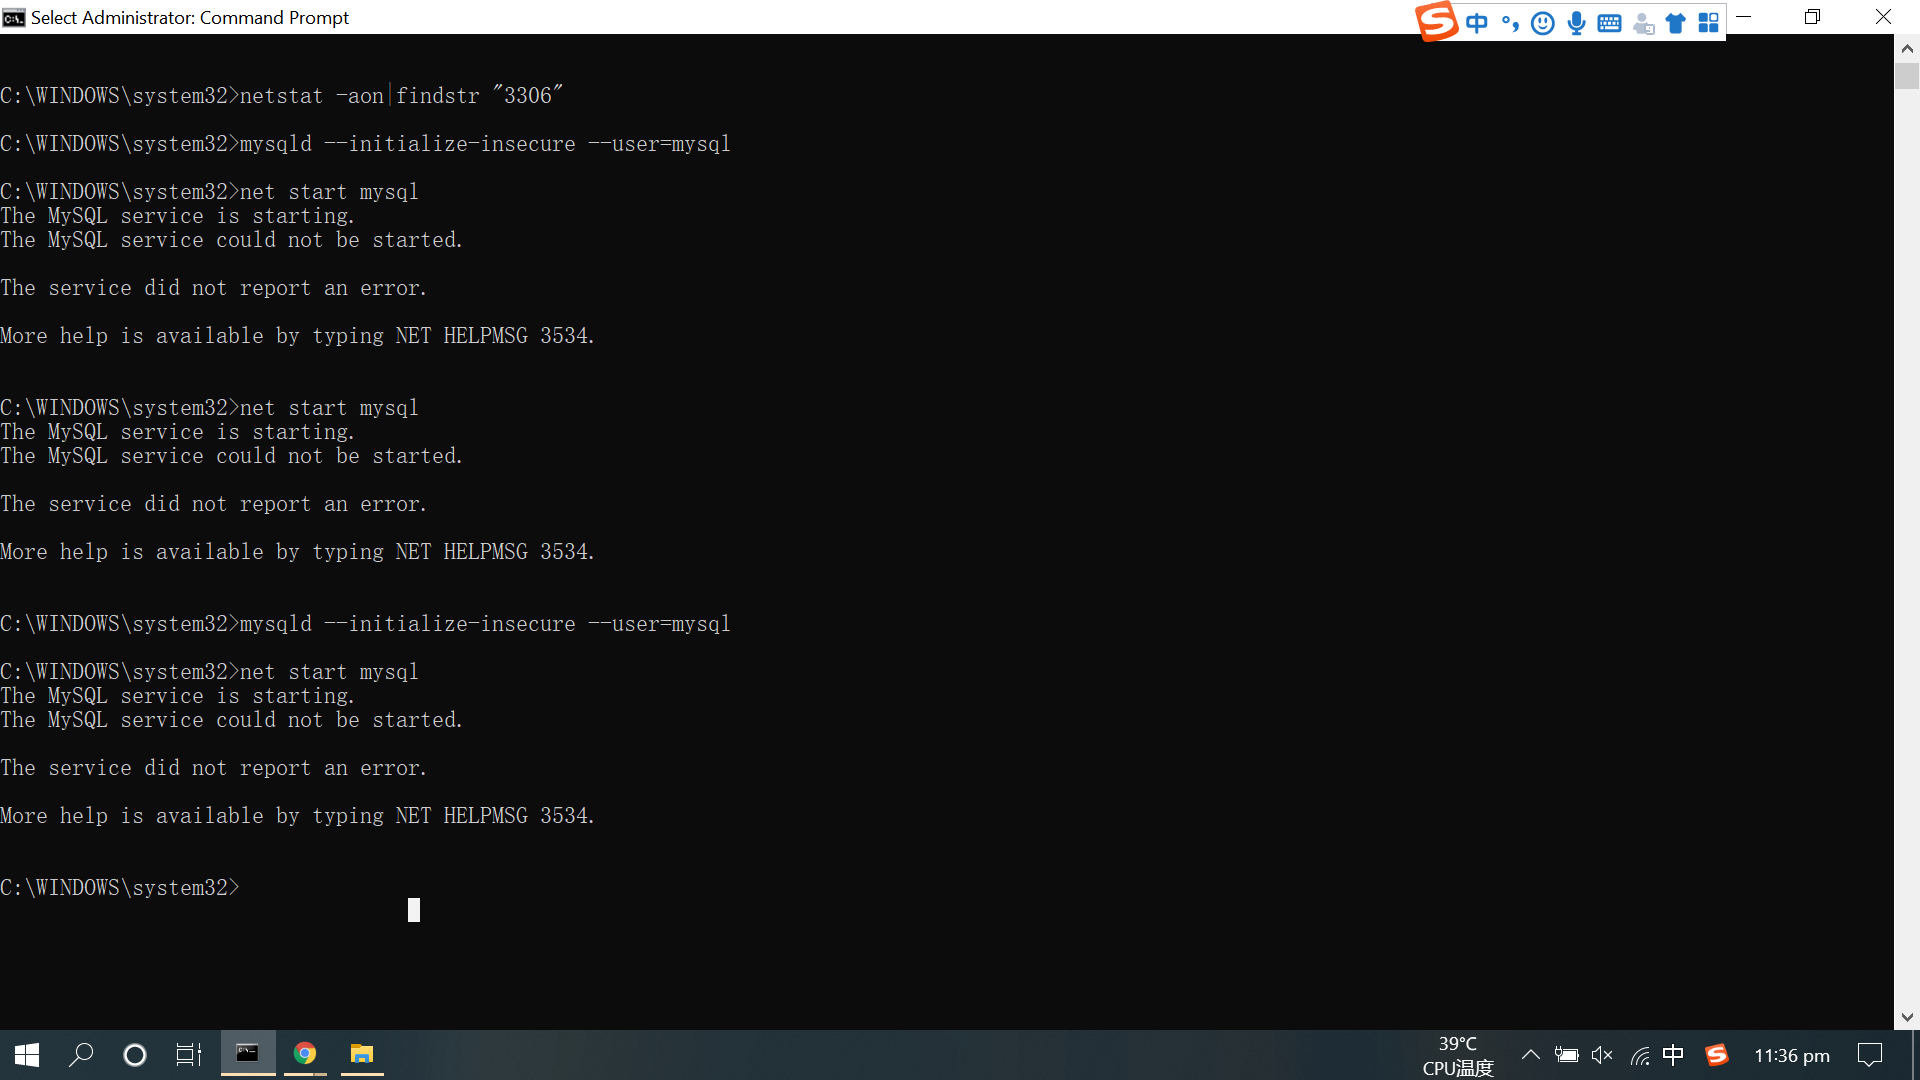 Select Administrator: Command Prompt
中
C:\WINDOWS\system32>netstat -aon|findstr "3306"
C:\WINDOWS\system32>mysqld --initialize-insecure --user=mysql
C:\WINDOWS\system32>net start mysql
The MySQL service is starting.
The MySQL service could not be started.
The service did not report an error.
More help is available by typing NET HELPMSG 3534.
C:\WINDOWS\system32>net start mysql
The MySQL service is starting.
The MySQL service could not be started.
The service did not report an error.
More help is available by typing NET HELPMSG 3534.
C:\WINDOWS\system32>mysqld --initialize-insecure --user=mysql
C:\WINDOWS\system32>net start mysql
The MySQL service is starting.
The MySQL service could not be started.
The service did not report an error.
More help is available by typing NET HELPMSG 3534.
C:\WINDOWS\system32>
39°C
CPU温度
中
11:36 pm